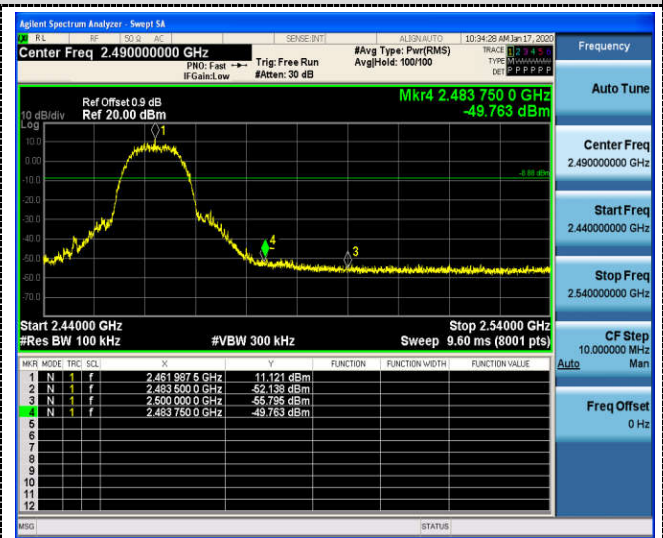 Agilent Spectrum Analyzer - Swept SA
RL RF 50 Ω AC SENSE:INT ALIGNAUTO 10:34:28 AM Jan 17, 2020
Center Freq 2.490000000 GHz
PNO: Fast
IFGain:Low
Trig: Free Run
#Atten: 30 dB
#Avg Type: Pwr(RMS)
Avg|Hold: 100/100
TRACE 1 2 3 4 5 6
TYPE
DET P P P P P P
Ref Offset 0.9 dB
10 dB/div Ref 20.00 dBm
Log
Mkr4 2.483 750 0 GHz
-49.763 dBm
10.0
0.00
-10.0
-20.0
-30.0
-40.0
-50.0
-60.0
-70.0
1
4
3
Start 2.44000 GHz
Stop 2.54000 GHz
#Res BW 100 kHz #VBW 300 kHz Sweep 9.60 ms (8001 pts)
MKR MODE TRC SCL X Y FUNCTION FUNCTION WIDTH FUNCTION VALUE
1 N 1 f 2.461 987 5 GHz 11.121 dBm
2 N 1 f 2.483 500 0 GHz -52.138 dBm
3 N 1 f 2.500 000 0 GHz -55.795 dBm
4 N 1 f 2.483 750 0 GHz -49.763 dBm
5
6
7
8
9
10
11
12
MSG STATUS
Frequency
Auto Tune
Center Freq
2.490000000 GHz
Start Freq
2.440000000 GHz
Stop Freq
2.540000000 GHz
CF Step
10.000000 MHz
Auto Man
Freq Offset
0 Hz